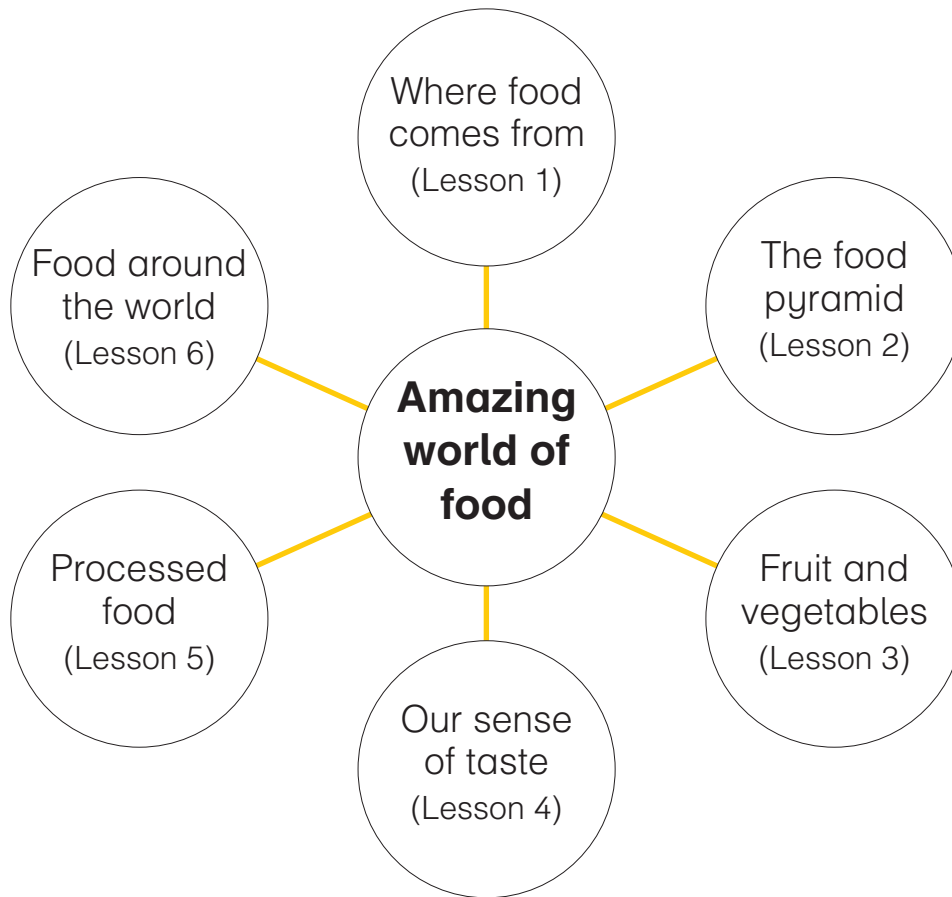 Where food
comes from
(Lesson 1)
The food
pyramid
(Lesson 2)
Fruit and
vegetables
(Lesson 3)
Our sense
of taste
(Lesson 4)
Processed
food
(Lesson 5)
Food around
the world
(Lesson 6)
Amazing
world of
food